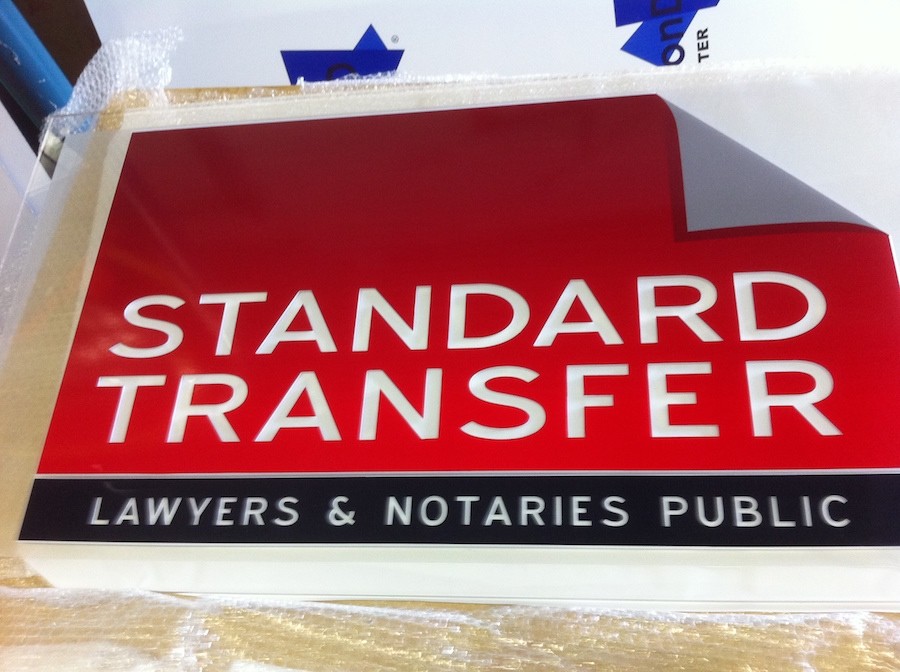 STANDARD
TRANSFER
LAWYERS & NOTARIES PUBLIC